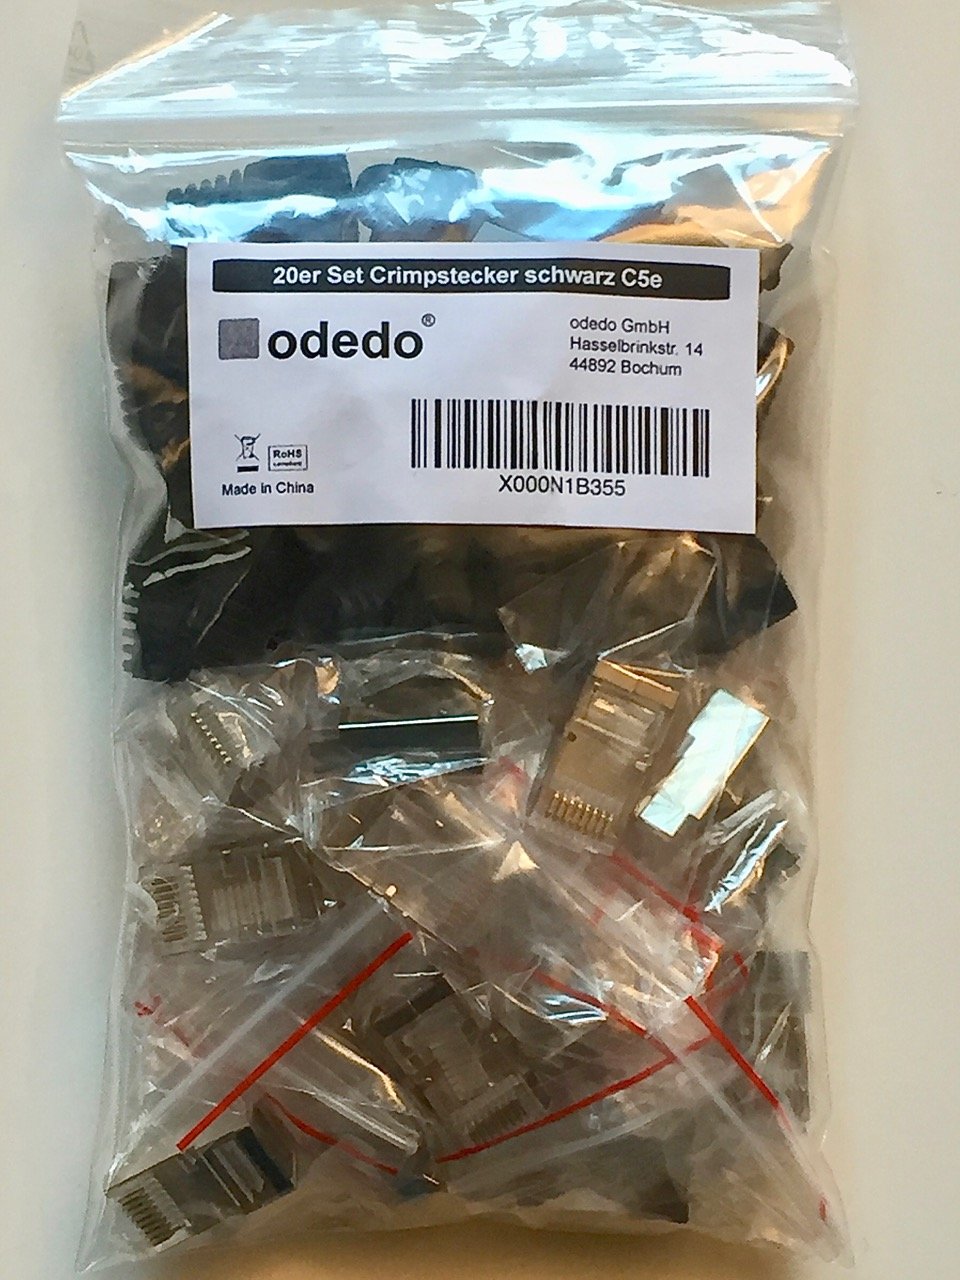 20er Set Crimpstecker schwarz C5e
odedo®
odedo GmbH
Hasselbrinkstr. 14
44892 Bochum
RoHS
Made in China
X000N1B355